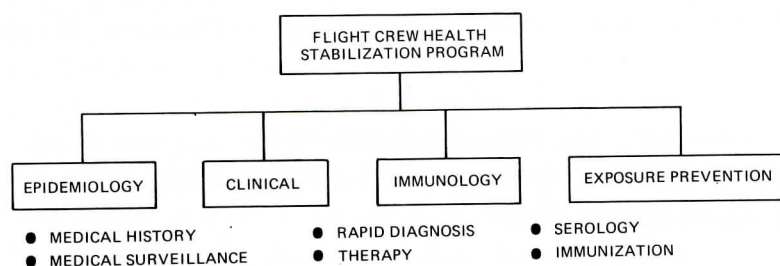 FLIGHT CREW HEALTH
STABILIZATION PROGRAM
EPIDEMIOLOGY
CLINICAL
IMMUNOLOGY
EXPOSURE PREVENTION
● MEDICAL HISTORY
● MEDICAL SURVEILLANCE
● RAPID DIAGNOSIS
● THERAPY
● SEROLOGY
● IMMUNIZATION